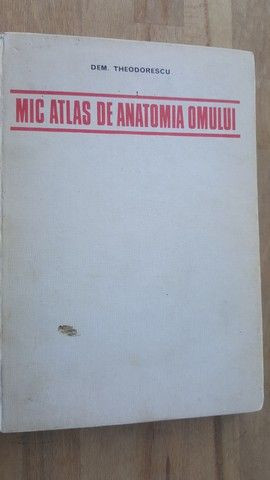 DEM. THEODORESCU
MIC ATLAS DE ANATOMIA OMULUI